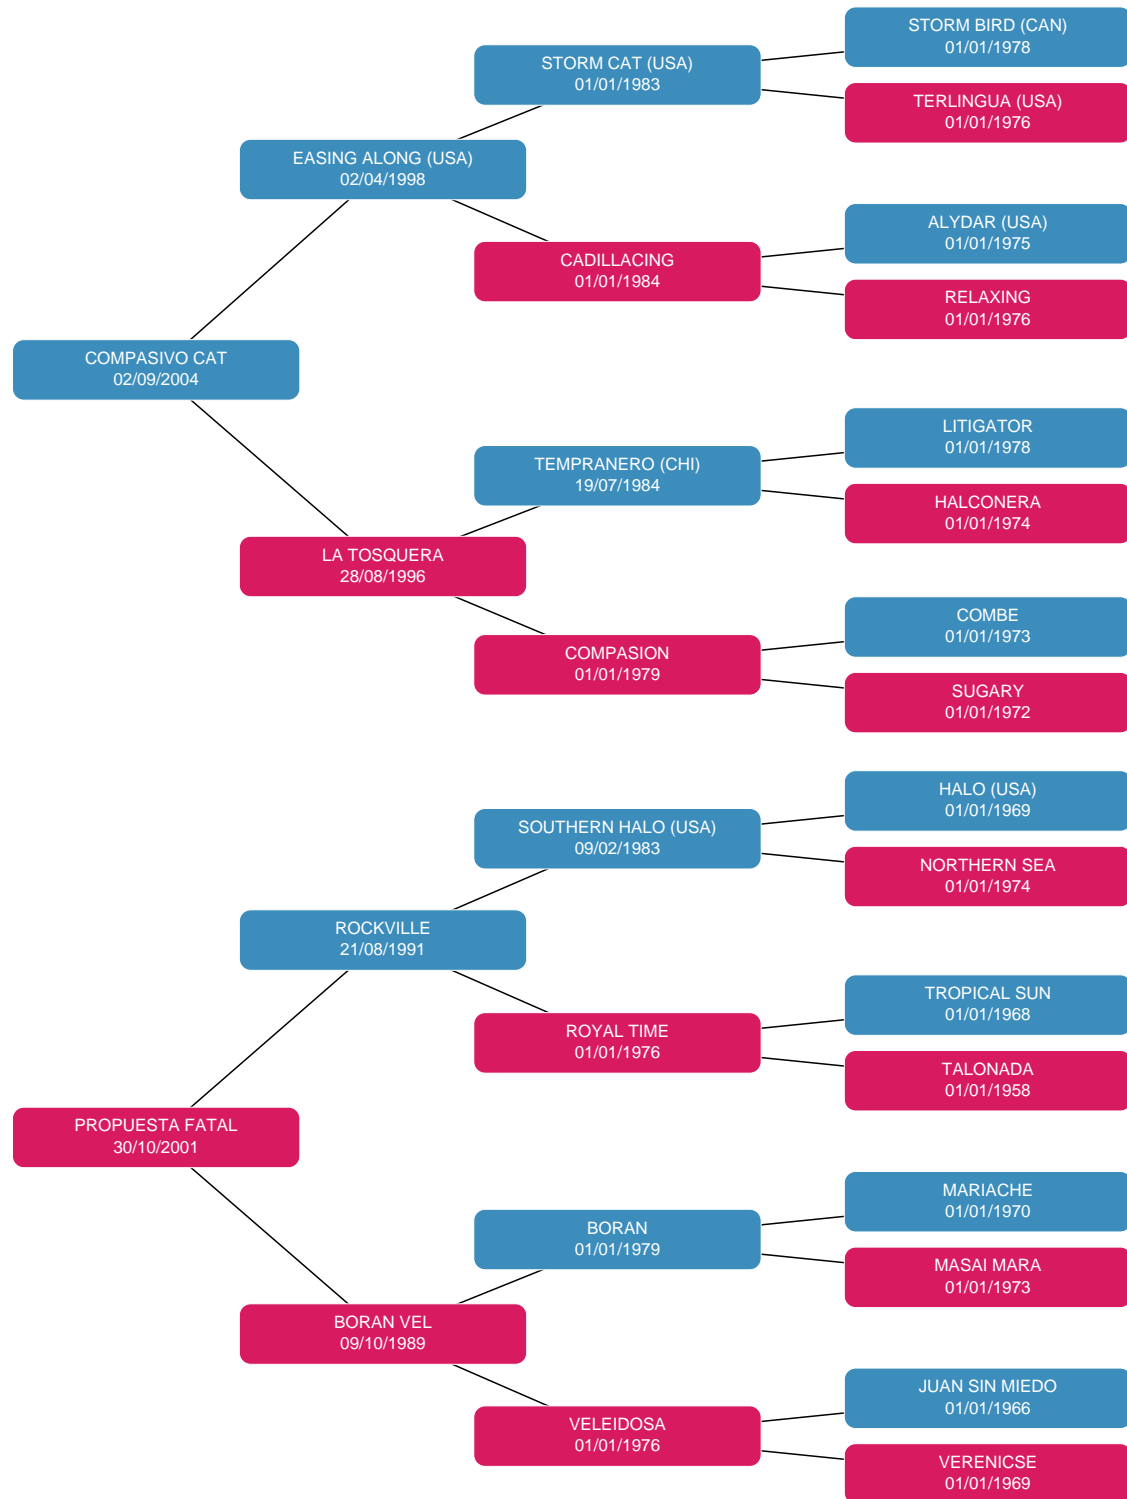 STORM BIRD (CAN)
01/01/1978
STORM CAT (USA)
01/01/1983
TERLINGUA (USA)
01/01/1976
EASING ALONG (USA)
02/04/1998
ALYDAR (USA)
01/01/1975
CADILLACING
01/01/1984
RELAXING
01/01/1976
COMPASIVO CAT
02/09/2004
LITIGATOR
01/01/1978
TEMPRANERO (CHI)
19/07/1984
HALCONERA
01/01/1974
LA TOSQUERA
28/08/1996
COMBE
01/01/1973
COMPASION
01/01/1979
SUGARY
01/01/1972
HALO (USA)
01/01/1969
SOUTHERN HALO (USA)
09/02/1983
NORTHERN SEA
01/01/1974
ROCKVILLE
21/08/1991
TROPICAL SUN
01/01/1968
ROYAL TIME
01/01/1976
TALONADA
01/01/1958
PROPUESTA FATAL
30/10/2001
MARIACHE
01/01/1970
BORAN
01/01/1979
MASAI MARA
01/01/1973
BORAN VEL
09/10/1989
JUAN SIN MIEDO
01/01/1966
VELEIDOSA
01/01/1976
VERENICSE
01/01/1969